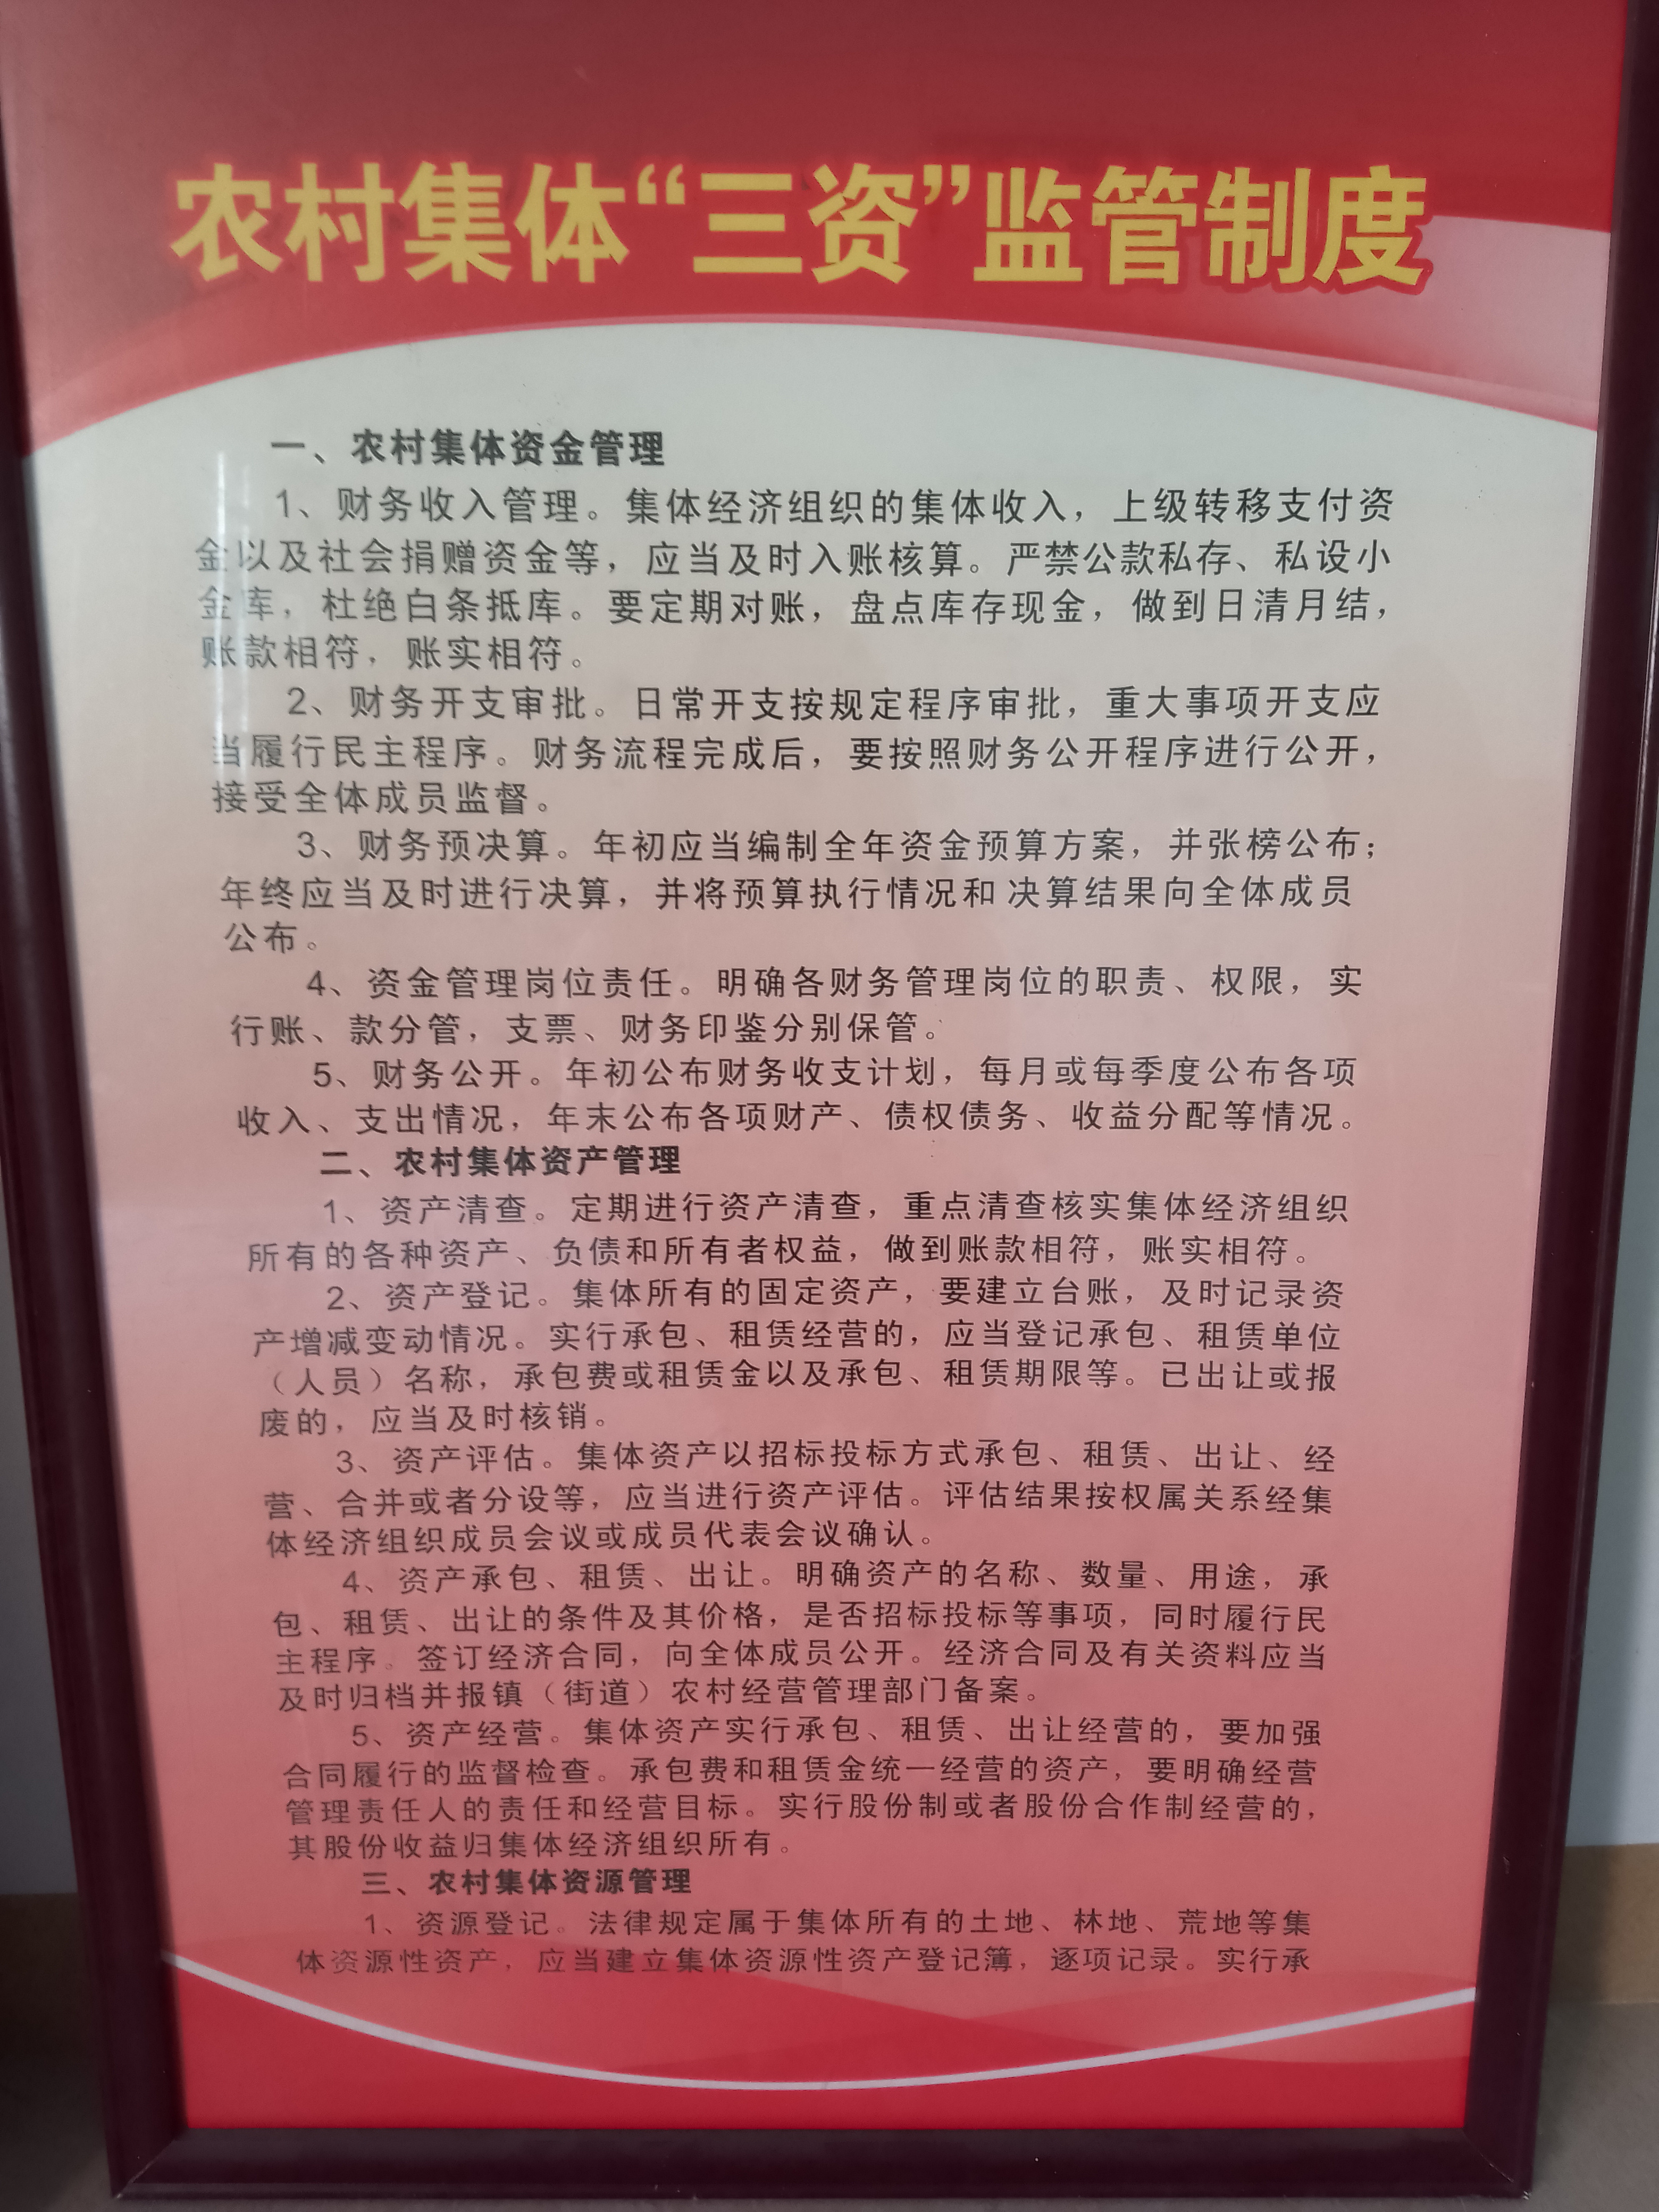 农村集体“三资”监管制度
一、农村集体资金管理
1、财务收入管理。集体经济组织的集体收入，上级转移支付资
金以及社会捐赠资金等，应当及时入账核算。严禁公款私存、私设小
金库，杜绝白条抵库。要定期对账，盘点库存现金，做到日清月结，
账款相符，账实相符。
2、财务开支审批。日常开支按规定程序审批，重大事项开支应
当履行民主程序。财务流程完成后，要按照财务公开程序进行公开，
接受全体成员监督。
3、财务预决算。年初应当编制全年资金预算方案，并张榜公布；
年终应当及时进行决算，并将预算执行情况和决算结果向全体成员
公布。
4、资金管理岗位责任。明确各财务管理岗位的职责、权限，实
行账、款分管，支票、财务印鉴分别保管。
5、财务公开。年初公布财务收支计划，每月或每季度公布各项
收入、支出情况，年末公布各项财产、债权债务、收益分配等情况。
二、农村集体资产管理
1、资产清查。定期进行资产清查，重点清查核实集体经济组织
所有的各种资产、负债和所有者权益，做到账款相符，账实相符。
2、资产登记。集体所有的固定资产，要建立台账，及时记录资
产增减变动情况。实行承包、租赁经营的，应当登记承包、租赁单位
（人员）名称，承包费或租赁金以及承包、租赁期限等。已出让或报
废的，应当及时核销。
3、资产评估。集体资产以招标投标方式承包、租赁、出让、经
营、合并或者分设等，应当进行资产评估。评估结果按权属关系经集
体经济组织成员会议或成员代表会议确认。
4、资产承包、租赁、出让。明确资产的名称、数量、用途，承
包、租赁、出让的条件及其价格，是否招标投标等事项，同时履行民
主程序。签订经济合同，向全体成员公开。经济合同及有关资料应当
及时归档并报镇（街道）农村经营管理部门备案。
5、资产经营。集体资产实行承包、租赁、出让经营的，要加强
合同履行的监督检查。承包费和租赁金统一经营的资产，要明确经营
管理责任人的责任和经营目标。实行股份制或者股份合作制经营的，
其股份收益归集体经济组织所有。
三、农村集体资源管理
1、资源登记。法律规定属于集体所有的土地、林地、荒地等集
体资源性资产，应当建立集体资源性资产登记簿，逐项记录。实行承